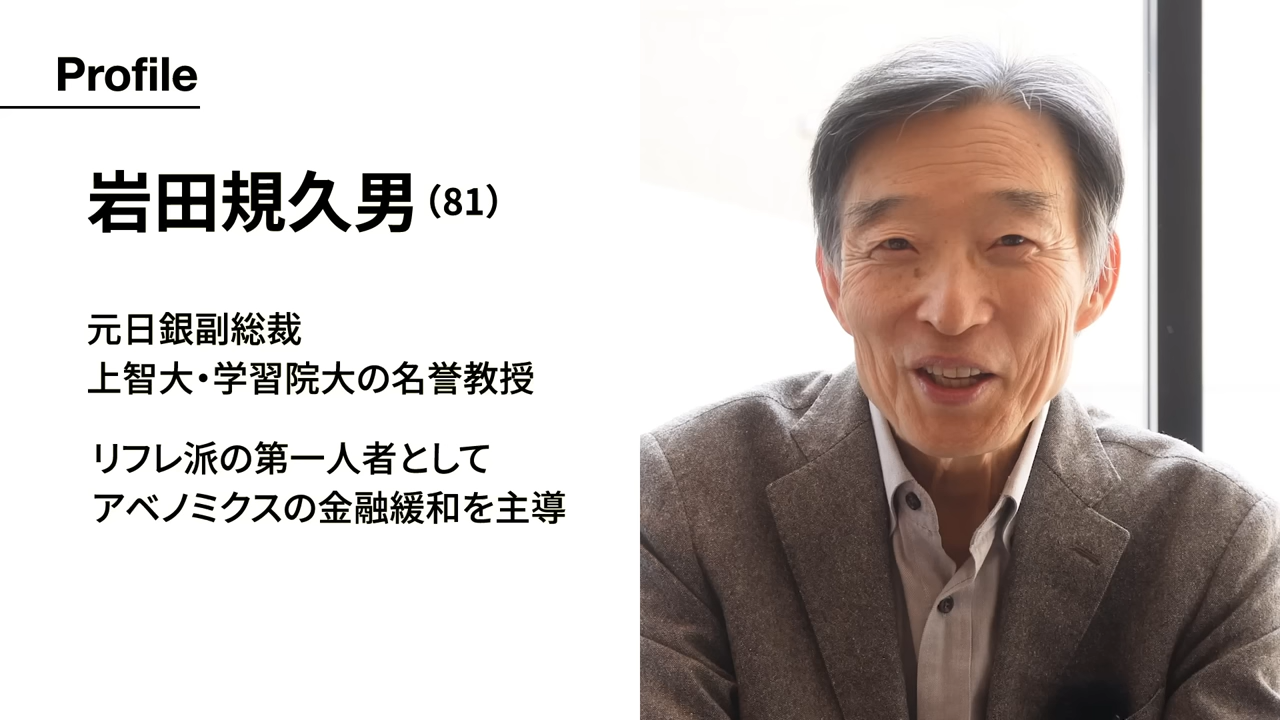 Profile
岩田規久男（81）
元日銀副総裁
上智大・学習院大の名誉教授
リフレ派の第一人者として
アベノミクスの金融緩和を主導